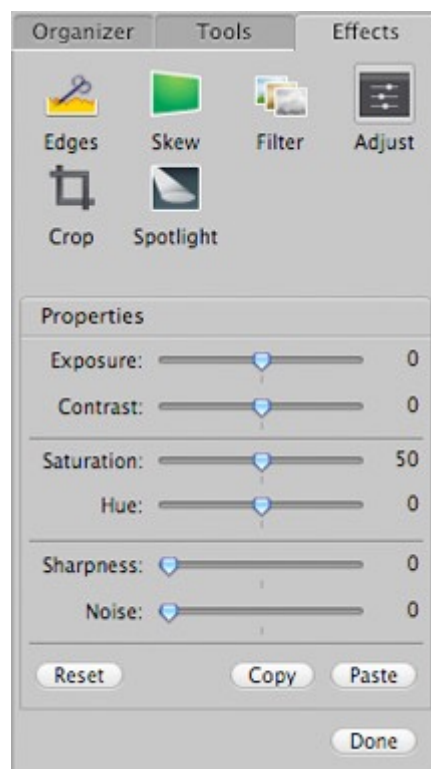 Organizer Tools Effects
Edges Skew Filter Adjust
Crop Spotlight
Properties
Exposure: 0
Contrast: 0
Saturation: 50
Hue: 0
Sharpness: 0
Noise: 0
Reset Copy Paste
Done